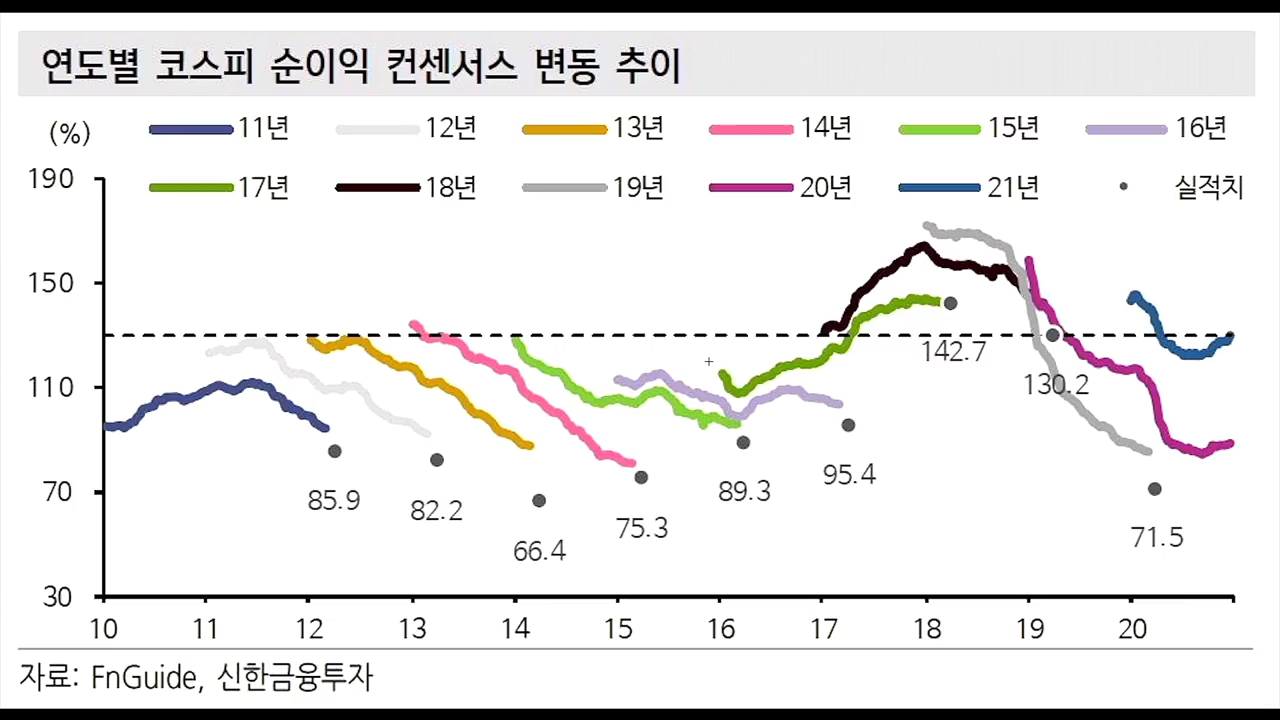 연도별 코스피 순이익 컨센서스 변동 추이
(%) 11년 12년 13년 14년 15년 16년
17년 18년 19년 20년 21년 실적치
190
150
110
70
30
142.7
130.2
85.9
82.2
66.4
75.3
89.3
95.4
71.5
10 11 12 13 14 15 16 17 18 19 20
자료: FnGuide, 신한금융투자